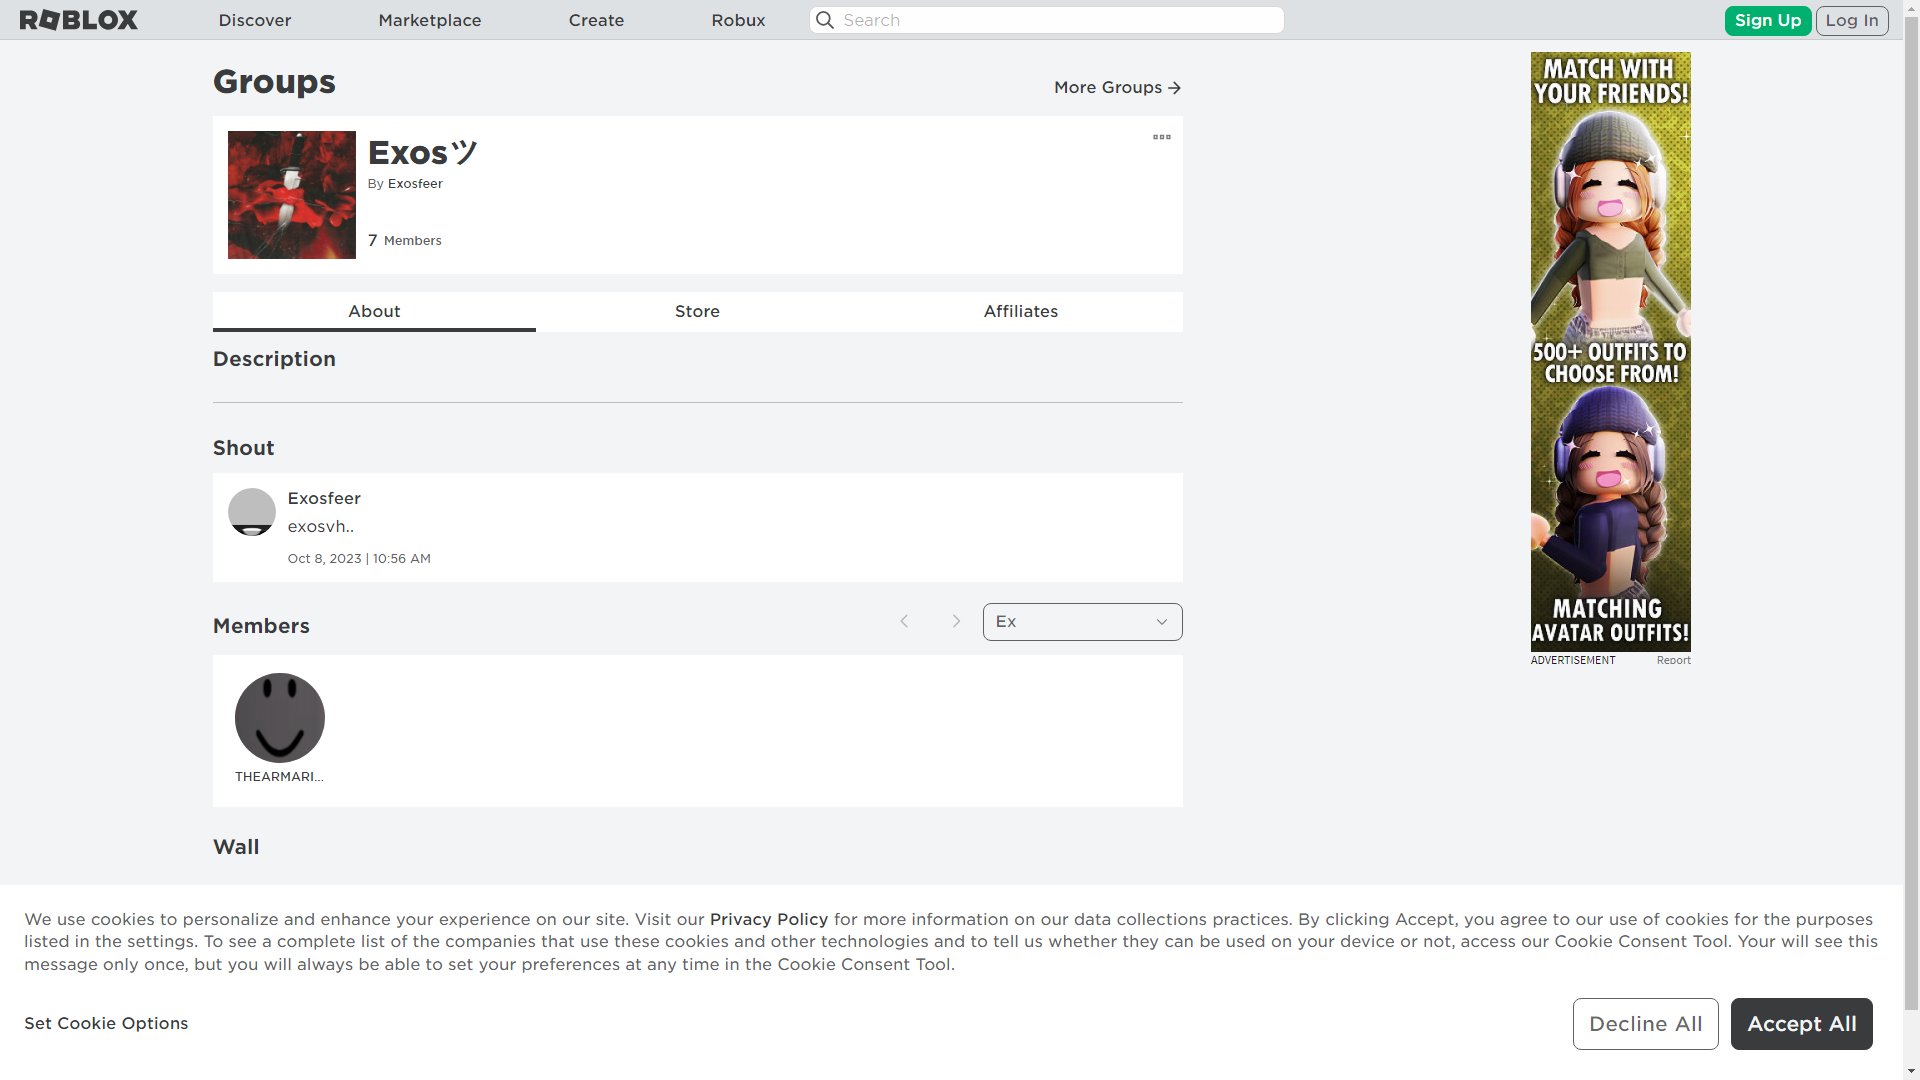 ROBLOX
Discover
Marketplace
Create
Robux
Search
Sign Up
Log In
Groups
More Groups
Exosツ
By Exosfeer
7 Members
About
Store
Affiliates
Description
Shout
Exosfeer
exosvh..
Oct 8, 2023 | 10:56 AM
Members
Ex
THEARMARI...
Wall
MATCH WITH
YOUR FRIENDS!
500+ OUTFITS TO
CHOOSE FROM!
MATCHING
AVATAR OUTFITS!
ADVERTISEMENT
Report
We use cookies to personalize and enhance your experience on our site. Visit our Privacy Policy for more information on our data collections practices. By clicking Accept, you agree to our use of cookies for the purposes
listed in the settings. To see a complete list of the companies that use these cookies and other technologies and to tell us whether they can be used on your device or not, access our Cookie Consent Tool. Your will see this
message only once, but you will always be able to set your preferences at any time in the Cookie Consent Tool.
Set Cookie Options
Decline All
Accept All